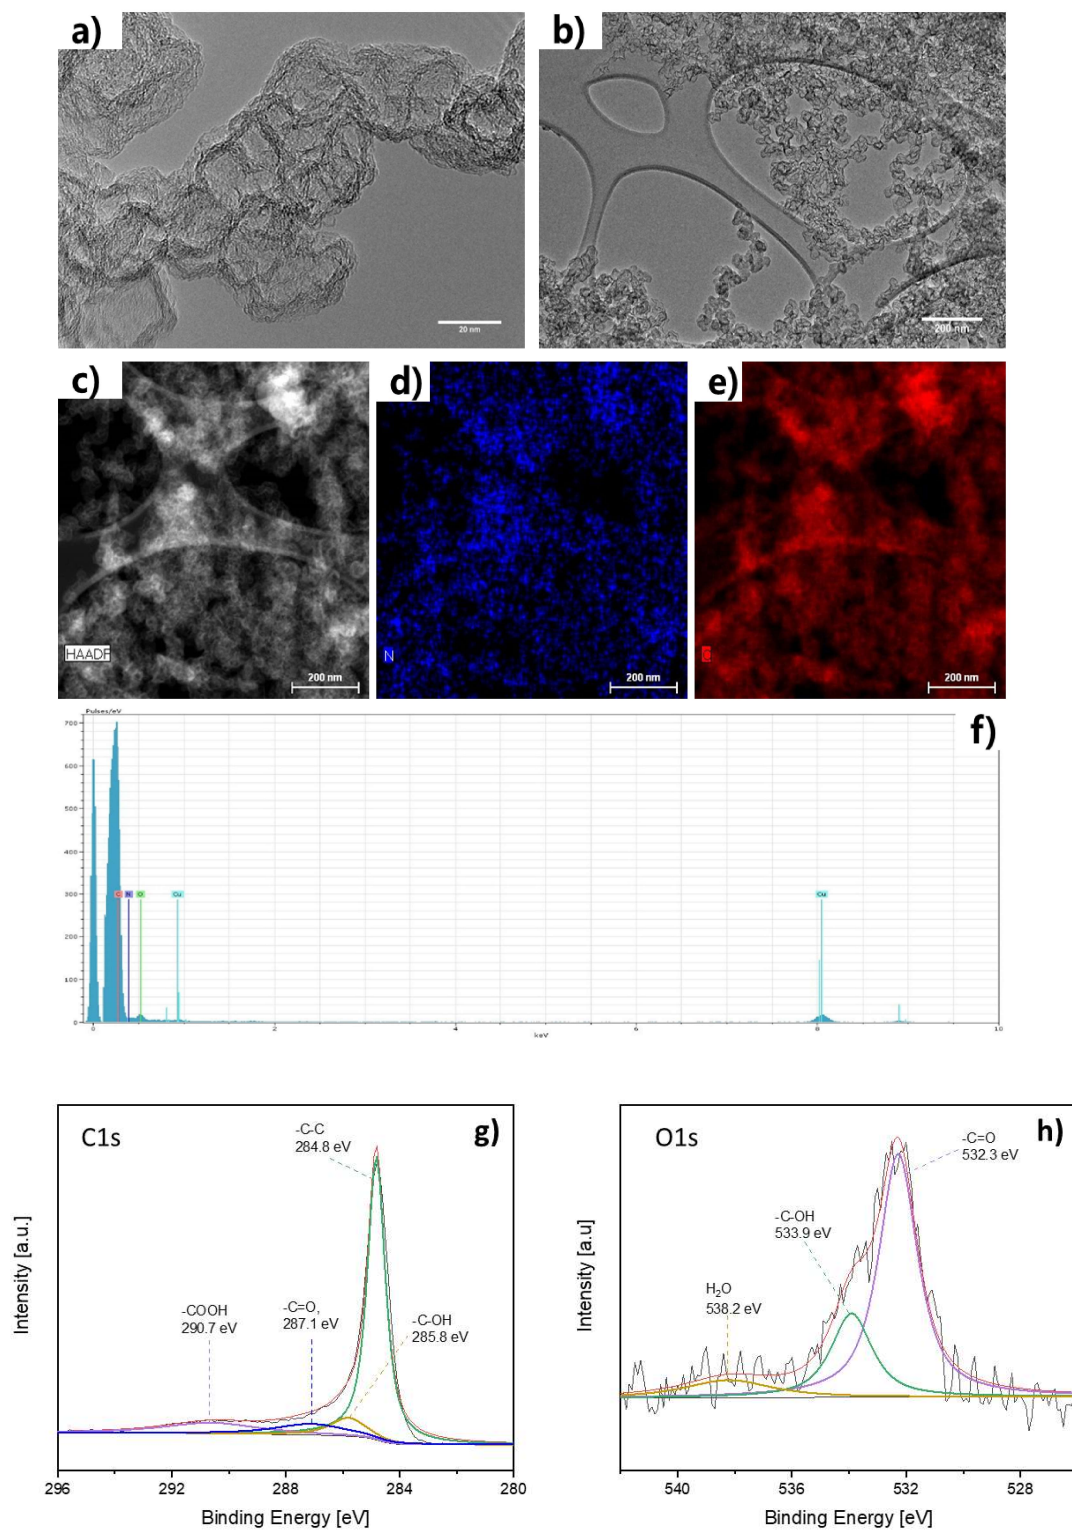 a)
20 nm
b)
200 nm
c)
HAADF
200 nm
d)
N
200 nm
e)
200 nm
f)
Pulses/eV
700
600
500
400
300
200
100
0
C N O Cu Cu
0 2 4 6 8 10
keV
g)
C1s
-C-C
284.8 eV
-COOH
290.7 eV
-C=O,
287.1 eV
-C-OH
285.8 eV
Intensity [a.u.]
296 292 288 284 280
Binding Energy [eV]
h)
O1s
-C=O
532.3 eV
-C-OH
533.9 eV
H₂O
538.2 eV
Intensity [a.u]
540 536 532 528
Binding Energy [eV]